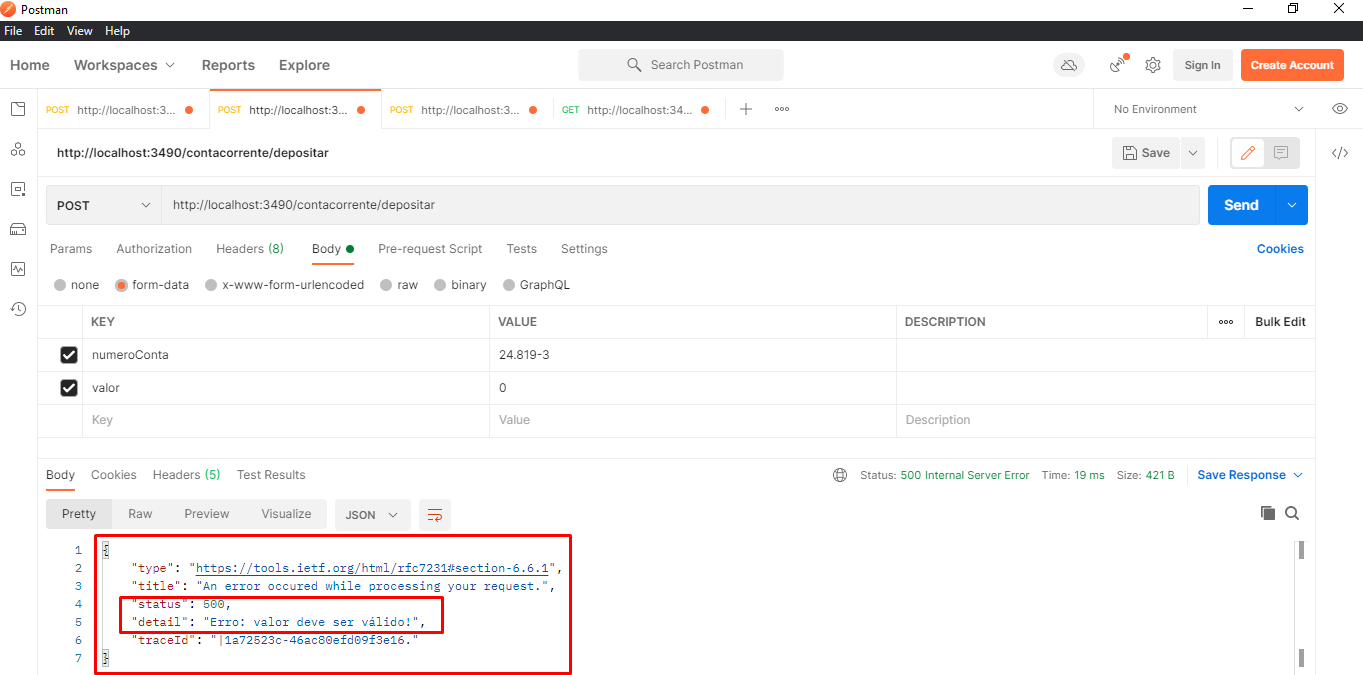 Postman
File Edit View Help
Home Workspaces Reports Explore Search Postman Sign In Create Account
POST http://localhost:3... POST http://localhost:3... POST http://localhost:3... GET http://localhost:34... No Environment
http://localhost:3490/contacorrente/depositar Save
POST http://localhost:3490/contacorrente/depositar Send
Params Authorization Headers (8) Body Pre-request Script Tests Settings Cookies
none form-data x-www-form-urlencoded raw binary GraphQL
KEY VALUE DESCRIPTION Bulk Edit
numeroConta 24.819-3
valor 0
Key Value Description
Body Cookies Headers (5) Test Results Status: 500 Internal Server Error Time: 19 ms Size: 421 B Save Response
Pretty Raw Preview Visualize JSON
1 {
2 "type": "https://tools.ietf.org/html/rfc7231#section-6.6.1",
3 "title": "An error occured while processing your request.",
4 "status": 500,
5 "detail": "Erro: valor deve ser válido!",
6 "traceId": "|1a72523c-46ac80efd09f3e16."
7 }